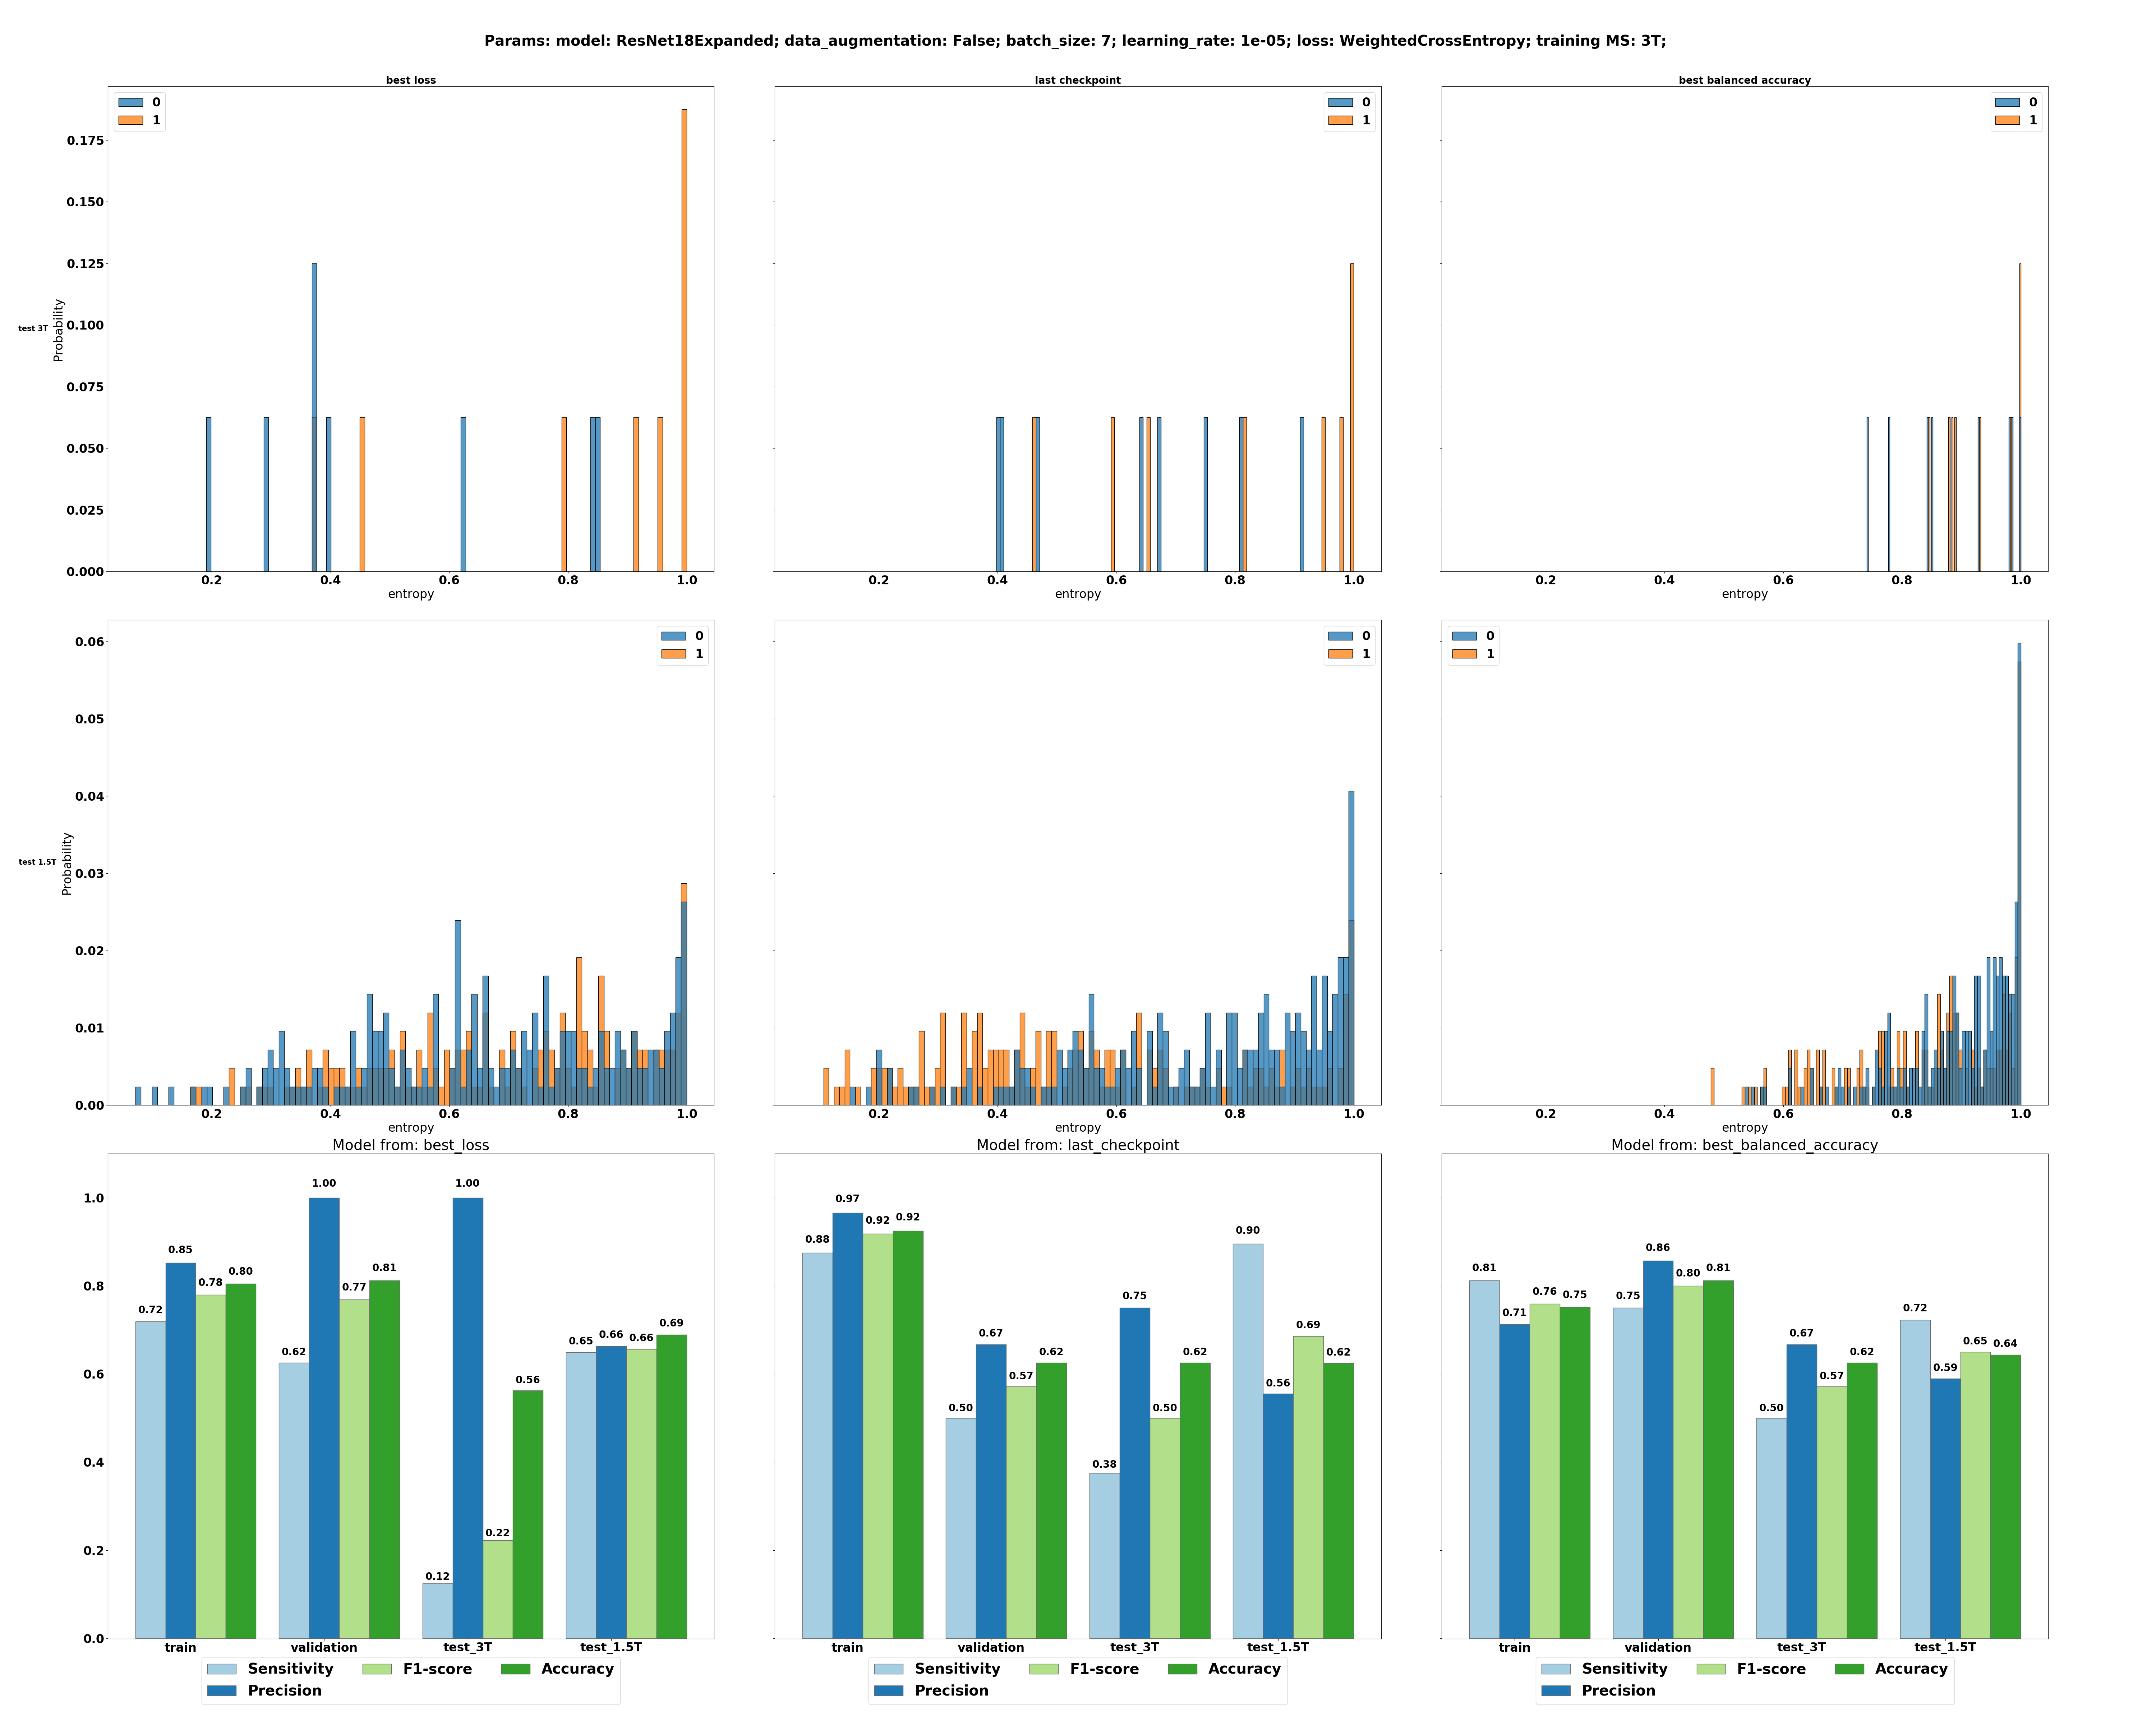 Params: model: ResNet18Expanded; data_augmentation: False; batch_size: 7; learning_rate: 1e-05; loss: WeightedCrossEntropy; training MS: 3T;
best loss
0
1
0.175
0.150
0.125
0.100
0.075
0.050
0.025
0.000
test 3T
Probability
0.2 0.4 0.6 0.8 1.0
entropy
last checkpoint
0
1
0.2 0.4 0.6 0.8 1.0
entropy
best balanced accuracy
0
1
0.2 0.4 0.6 0.8 1.0
entropy
0
1
0.06
0.05
0.04
0.03
0.02
0.01
0.00
test 1.5T
Probability
0.2 0.4 0.6 0.8 1.0
entropy
0
1
0.2 0.4 0.6 0.8 1.0
entropy
0
1
0.2 0.4 0.6 0.8 1.0
entropy
Model from: best_loss
1.0
0.8
0.6
0.4
0.2
0.0
0.72 0.85 0.78 0.80
0.62 1.00 0.77 0.81
0.12 1.00 0.22 0.56
0.65 0.66 0.66 0.69
train validation test_3T test_1.5T
Sensitivity F1-score Accuracy
Precision
Model from: last_checkpoint
0.88 0.97 0.92 0.92
0.50 0.67 0.57 0.62
0.38 0.75 0.50 0.62
0.90 0.56 0.69 0.62
train validation test_3T test_1.5T
Sensitivity F1-score Accuracy
Precision
Model from: best_balanced_accuracy
0.81 0.71 0.76 0.75
0.75 0.86 0.80 0.81
0.50 0.67 0.57 0.62
0.72 0.59 0.65 0.64
train validation test_3T test_1.5T
Sensitivity F1-score Accuracy
Precision